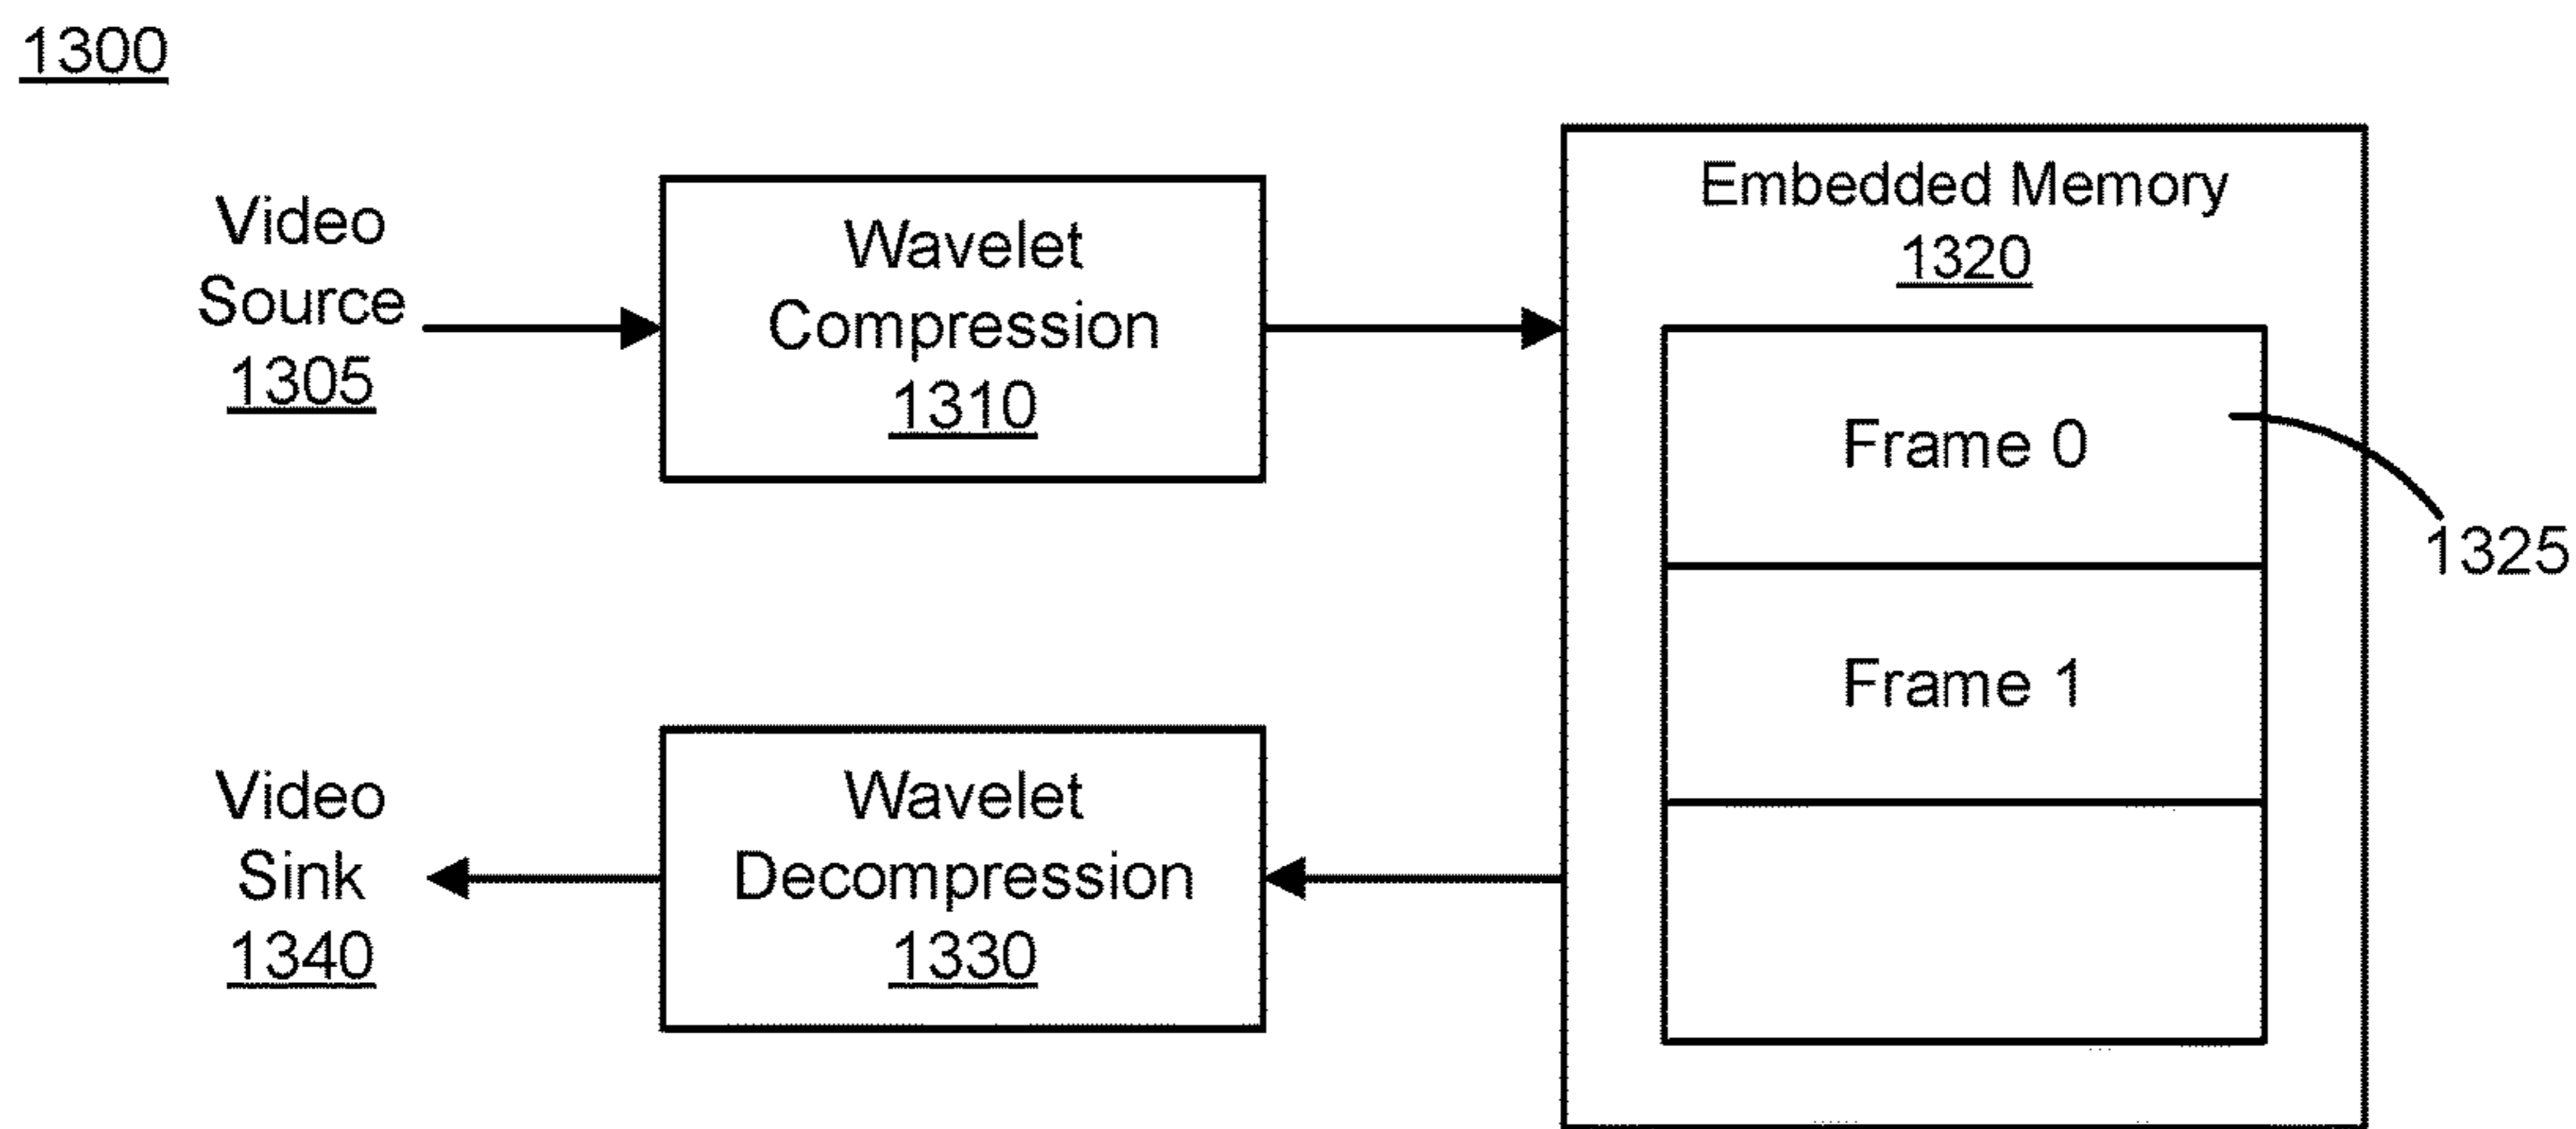 1300
Video
Source
1305
Wavelet
Compression
1310
Embedded Memory
1320
Frame 0
1325
Frame 1
Video
Sink
1340
Wavelet
Decompression
1330